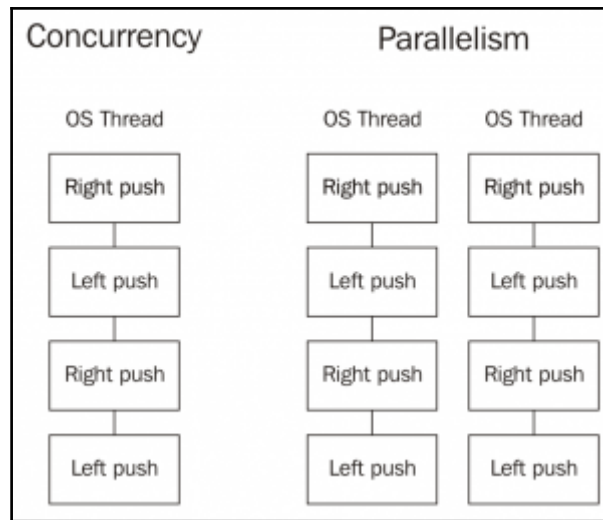 Concurrency Parallelism
OS Thread OS Thread OS Thread
Right push Right push Right push
Left push Left push Left push
Right push Right push Right push
Left push Left push Left push